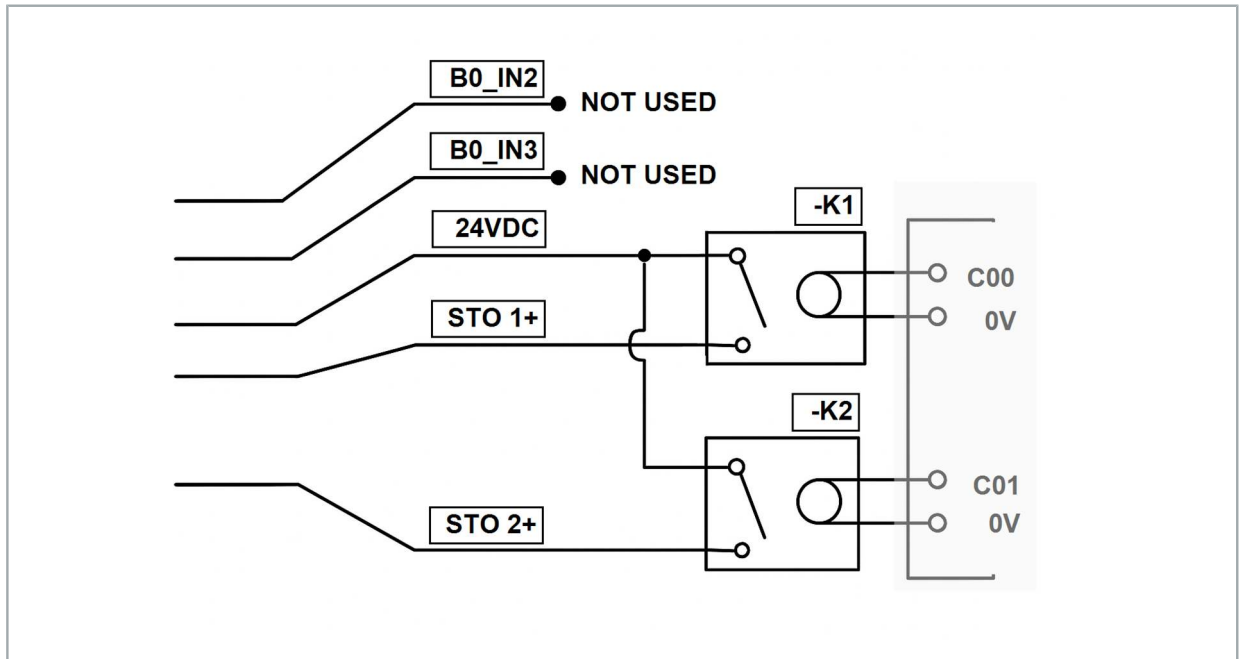 B0_IN2
NOT USED
B0_IN3
NOT USED
-K1
24VDC
C00
STO 1+
0V
-K2
C01
STO 2+
0V